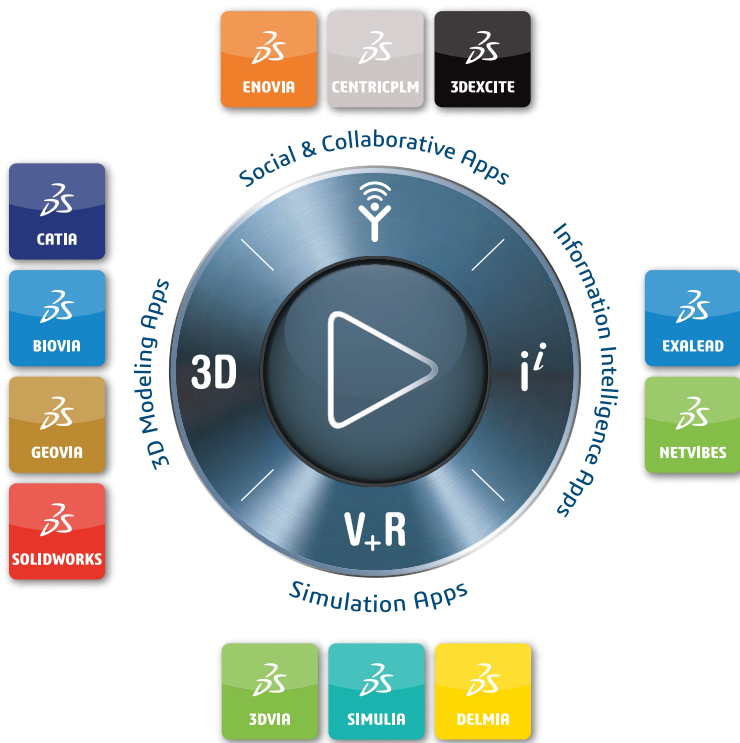 ENOVIA
CENTRICPLM
3DEXCITE
Social & Collaborative Apps
CATIA
BIOVIA
GEOVIA
SOLIDWORKS
3D Modeling Apps
3D
i i
V+R
Information Intelligence Apps
EXALEAD
NETVIBES
Simulation Apps
3DVIA
SIMULIA
DELMIA